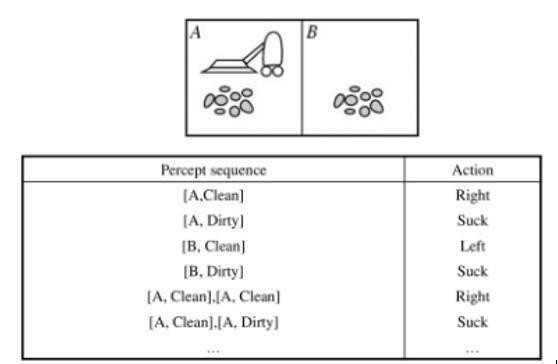 A B
Percept sequence Action
[A,Clean] Right
[A, Dirty] Suck
[B, Clean] Left
[B, Dirty] Suck
[A, Clean],[A, Clean] Right
[A, Clean],[A, Dirty] Suck
... ...